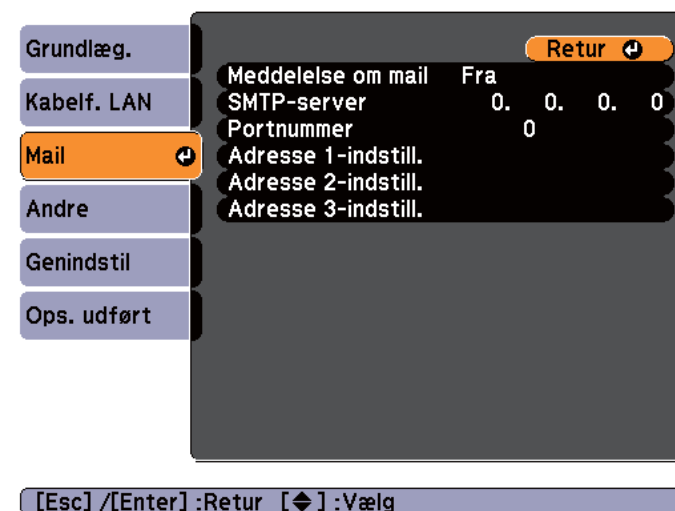 Grundlæg.
Kabelf. LAN
Mail
Andre
Genindstil
Ops. udført
Retur
Meddelelse om mail Fra
SMTP-server 0. 0. 0. 0
Portnummer 0
Adresse 1-indstill.
Adresse 2-indstill.
Adresse 3-indstill.
[Esc] /[Enter] :Retur [◆] :Vælg